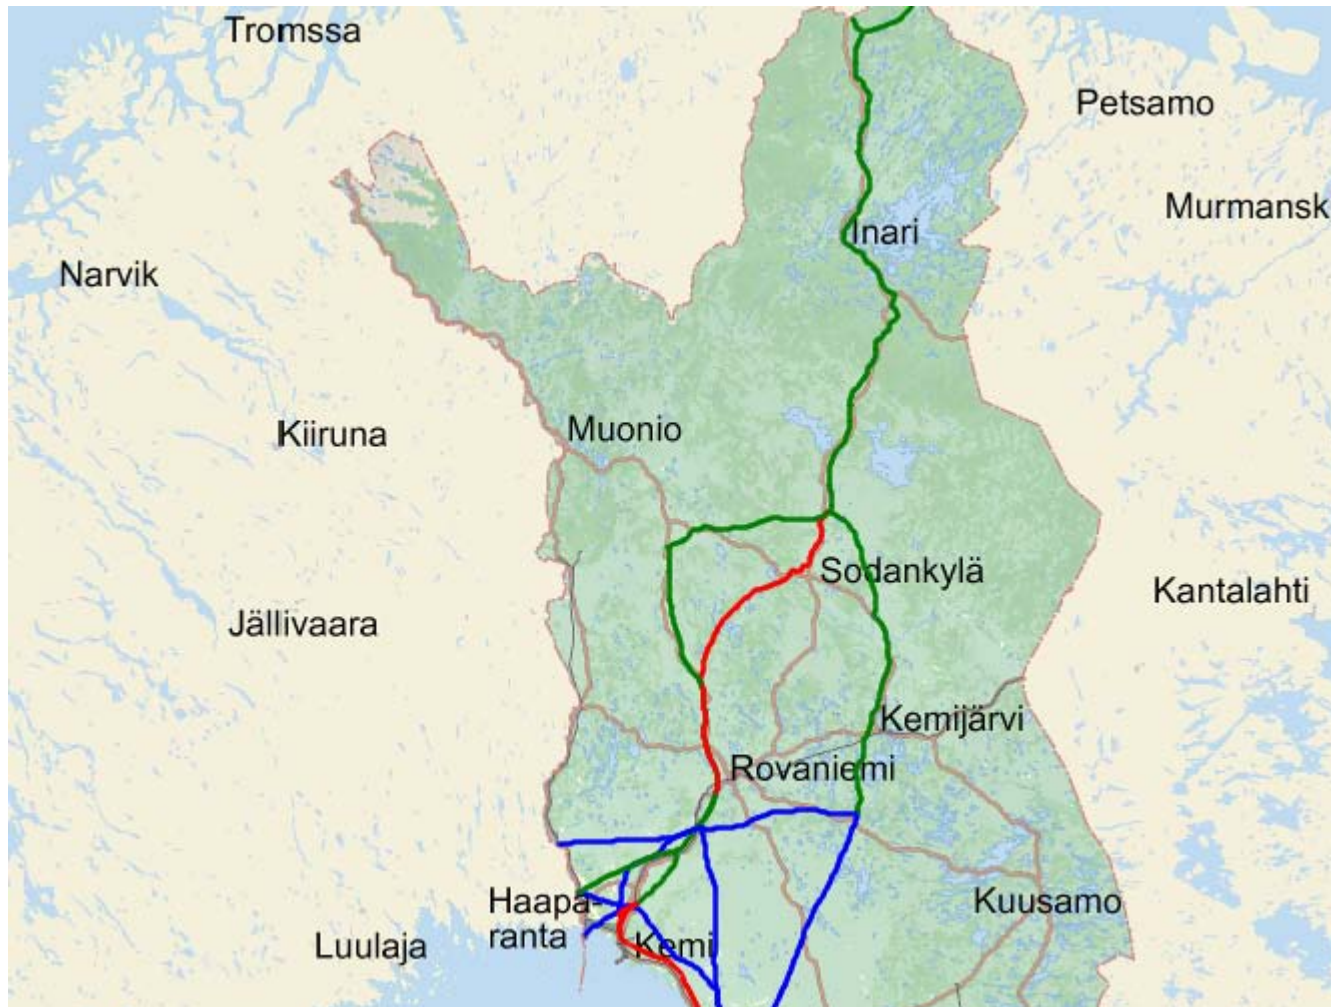 Tromssa
Petsamo
Murmansk
Inari
Narvik
Kiiruna
Muonio
Sodankylä
Kantalahti
Jällivaara
Kemijärvi
Rovaniemi
Haapa-
ranta
Kuusamo
Luulaja
Kemi